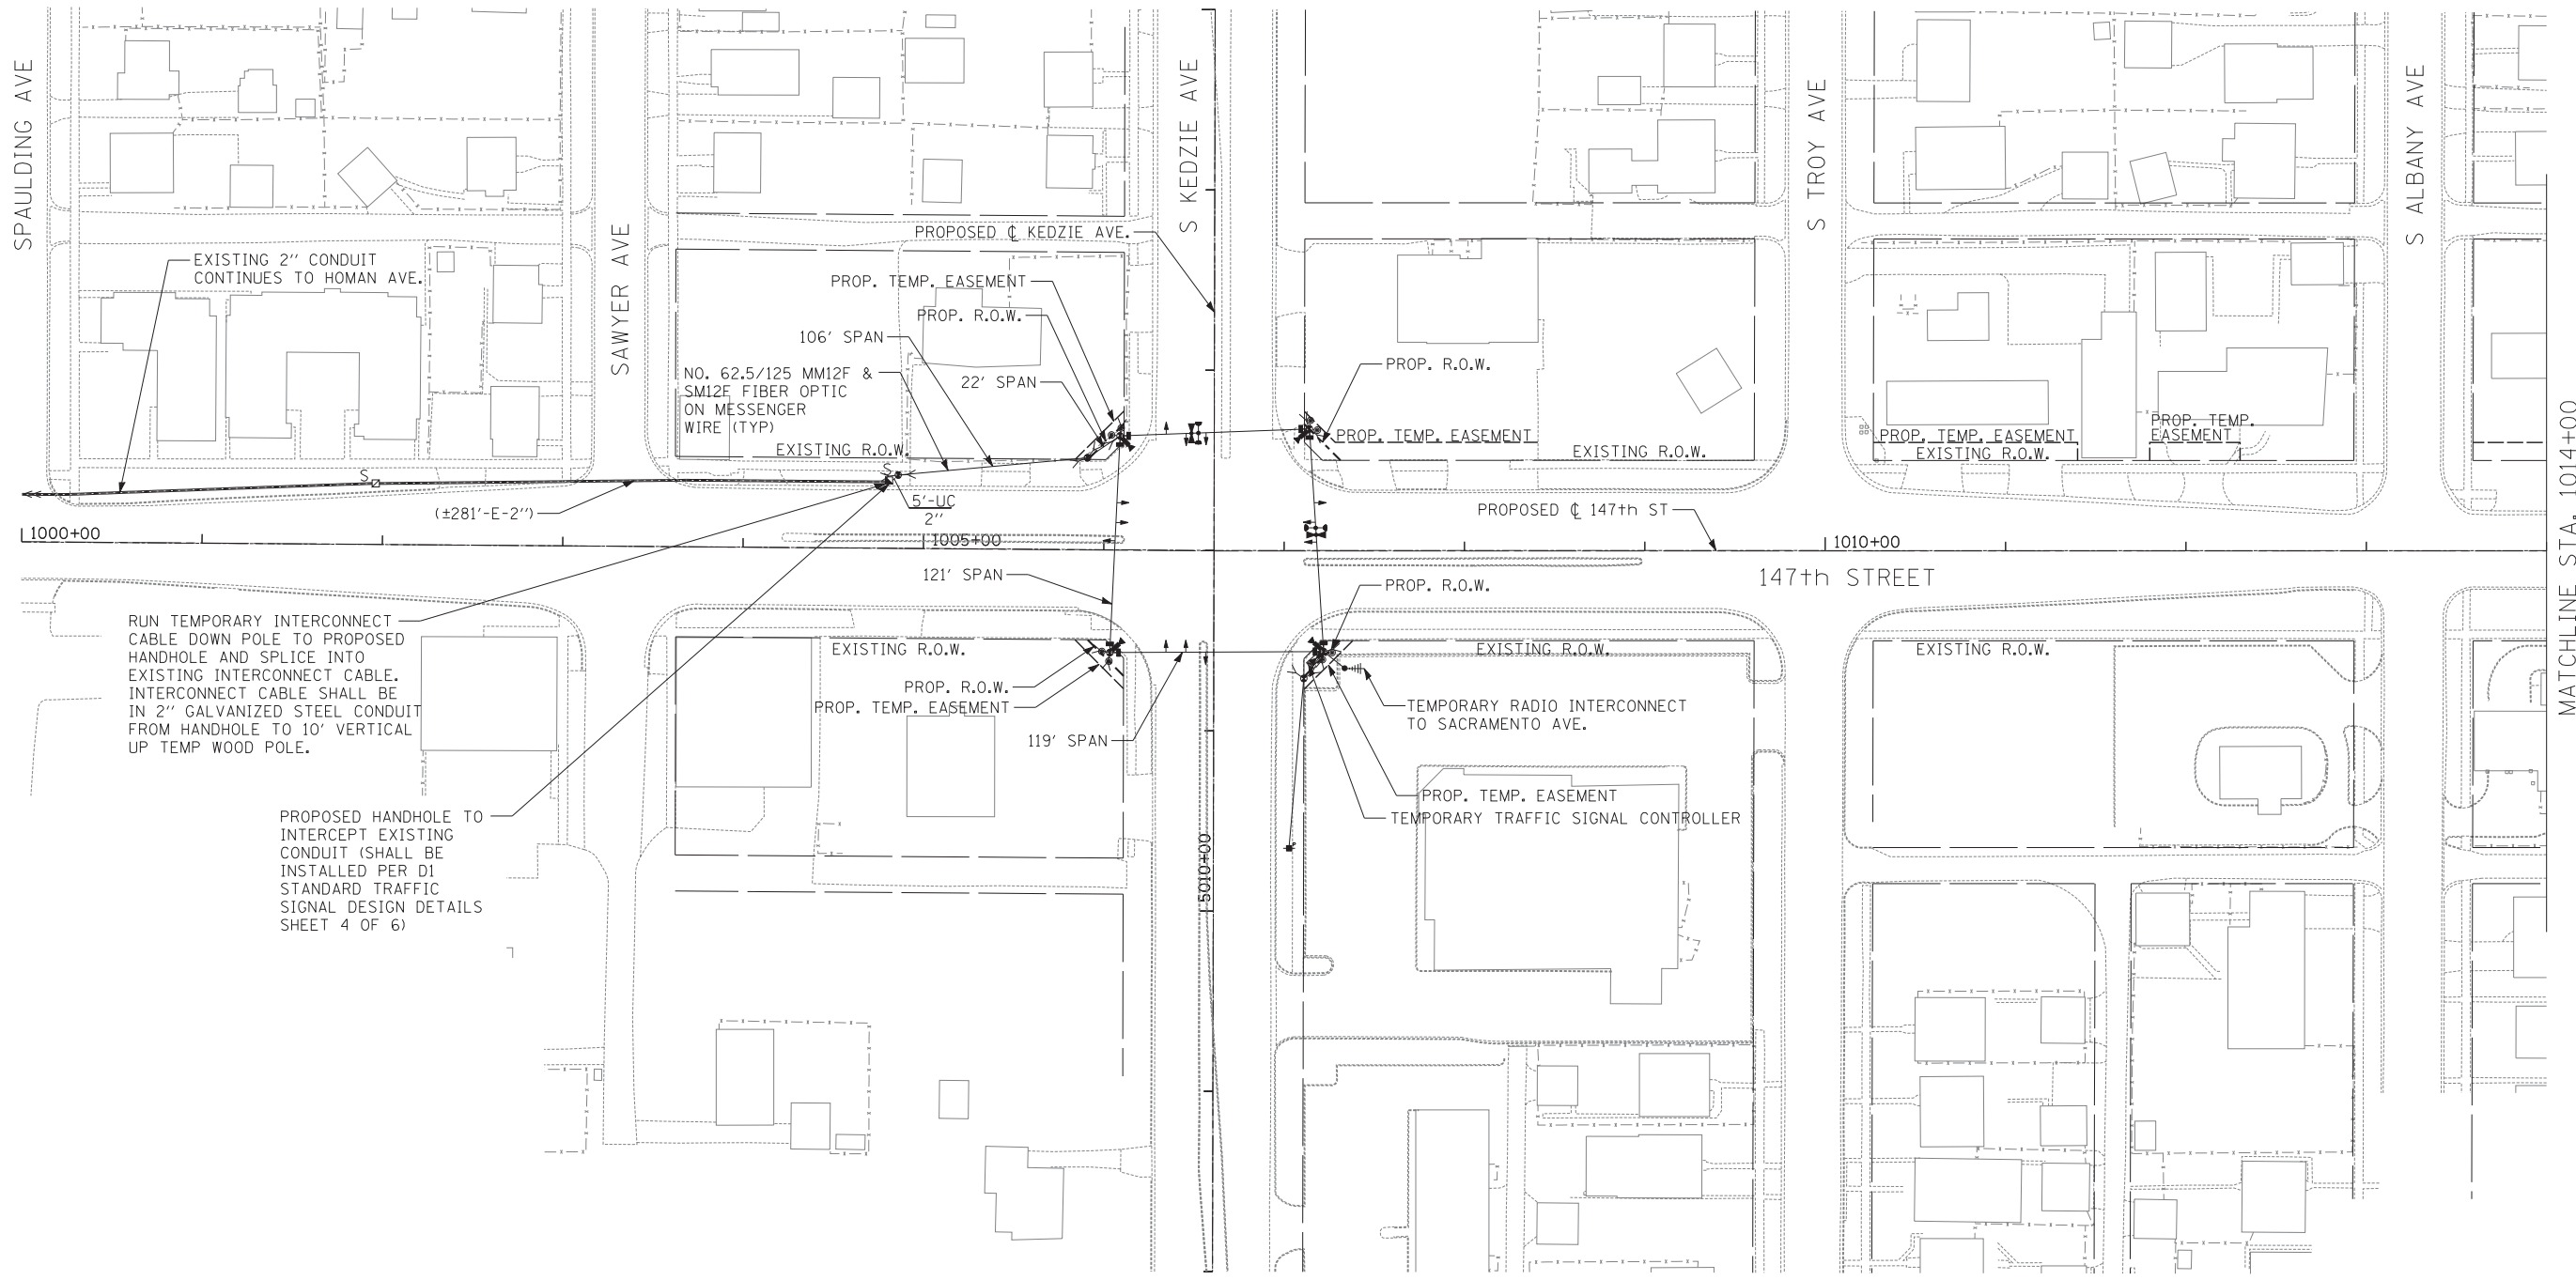 SPAULDING AVE
SAWYER AVE
S KEDZIE AVE
S TROY AVE
S ALBANY AVE
EXISTING 2" CONDUIT
CONTINUES TO HOMAN AVE.
PROPOSED ℄ KEDZIE AVE.
PROP. TEMP. EASEMENT
PROP. R.O.W.
106' SPAN
22' SPAN
NO. 62.5/125 MM12F &
SM12F FIBER OPTIC
ON MESSENGER
WIRE (TYP)
EXISTING R.O.W.
PROP. R.O.W.
PROP. TEMP. EASEMENT
EXISTING R.O.W.
PROP. TEMP. EASEMENT
EXISTING R.O.W.
PROP. TEMP.
EASEMENT
S
S
(±281'-E-2")
5'-UC
2"
PROPOSED ℄ 147th ST
1000+00
1005+00
1010+00
147th STREET
MATCHLINE STA. 1014+00
121' SPAN
PROP. R.O.W.
RUN TEMPORARY INTERCONNECT
CABLE DOWN POLE TO PROPOSED
HANDHOLE AND SPLICE INTO
EXISTING INTERCONNECT CABLE.
INTERCONNECT CABLE SHALL BE
IN 2" GALVANIZED STEEL CONDUIT
FROM HANDHOLE TO 10' VERTICAL
UP TEMP WOOD POLE.
EXISTING R.O.W.
EXISTING R.O.W.
EXISTING R.O.W.
PROP. R.O.W.
PROP. TEMP. EASEMENT
119' SPAN
TEMPORARY RADIO INTERCONNECT
TO SACRAMENTO AVE.
PROP. TEMP. EASEMENT
TEMPORARY TRAFFIC SIGNAL CONTROLLER
PROPOSED HANDHOLE TO
INTERCEPT EXISTING
CONDUIT (SHALL BE
INSTALLED PER D1
STANDARD TRAFFIC
SIGNAL DESIGN DETAILS
SHEET 4 OF 6)
5010+00